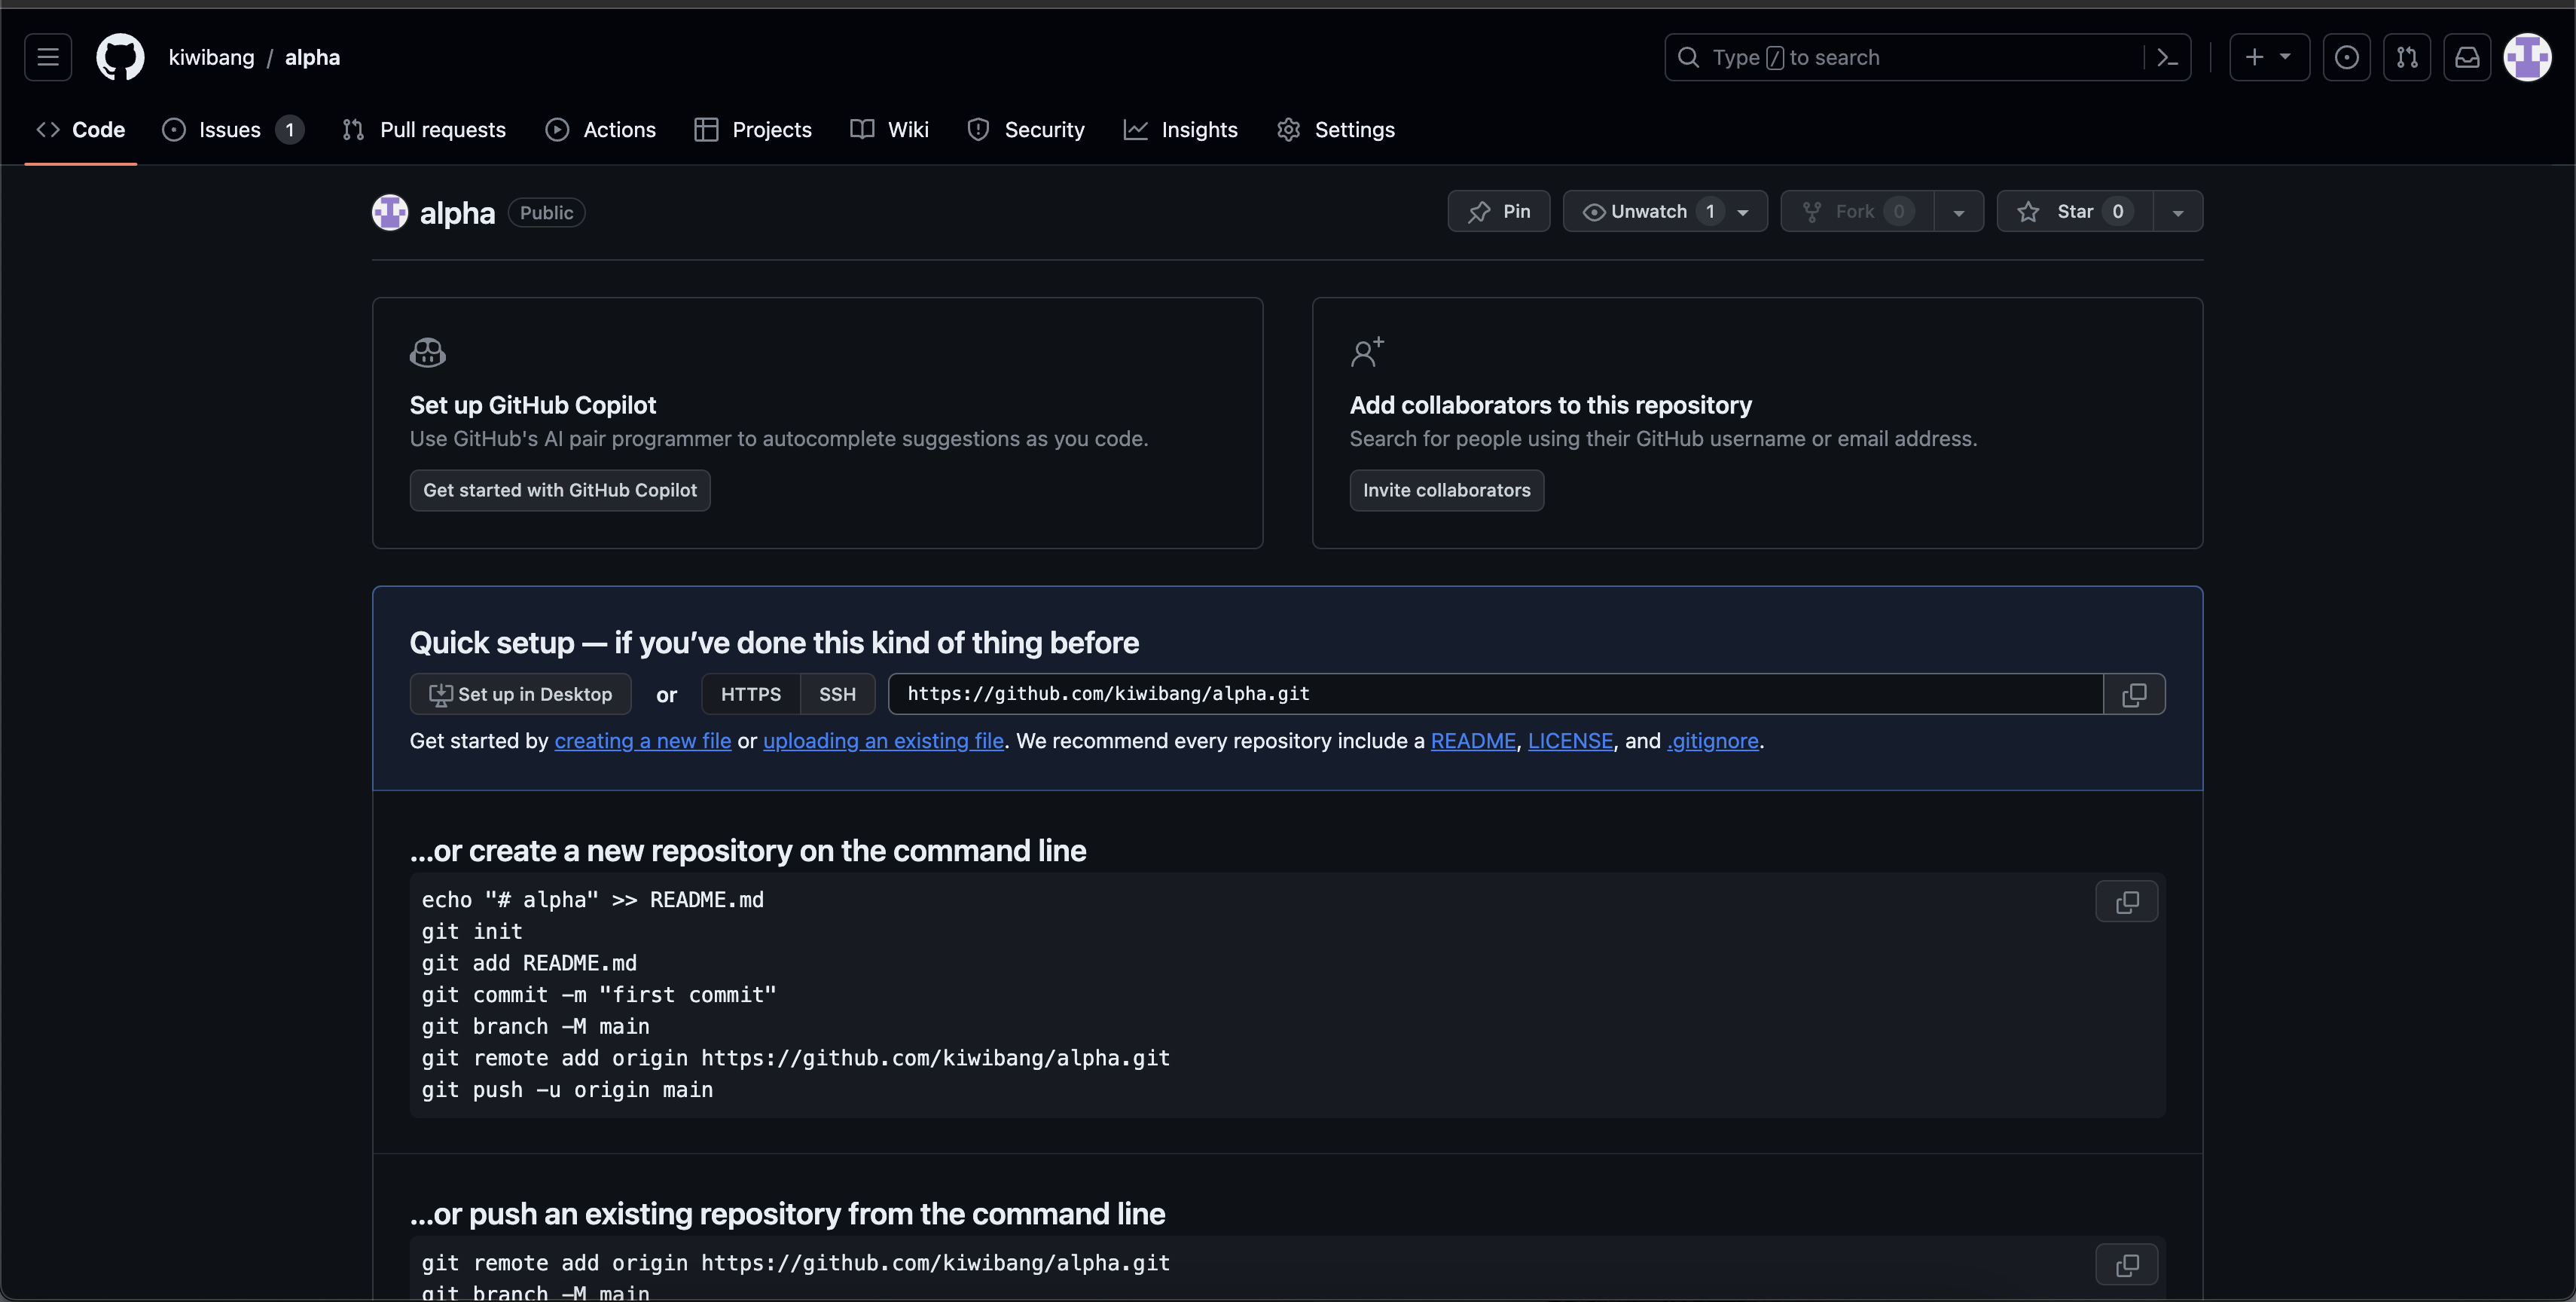 kiwibang / alpha
Type / to search
Code
Issues 1
Pull requests
Actions
Projects
Wiki
Security
Insights
Settings
alpha Public
Pin
Unwatch 1
Fork 0
Star 0
Set up GitHub Copilot
Use GitHub's AI pair programmer to autocomplete suggestions as you code.
Get started with GitHub Copilot
Add collaborators to this repository
Search for people using their GitHub username or email address.
Invite collaborators
Quick setup — if you’ve done this kind of thing before
Set up in Desktop or HTTPS SSH https://github.com/kiwibang/alpha.git
Get started by creating a new file or uploading an existing file. We recommend every repository include a README, LICENSE, and .gitignore.
…or create a new repository on the command line
echo "# alpha" >> README.md
git init
git add README.md
git commit -m "first commit"
git branch -M main
git remote add origin https://github.com/kiwibang/alpha.git
git push -u origin main
…or push an existing repository from the command line
git remote add origin https://github.com/kiwibang/alpha.git
git branch -M main